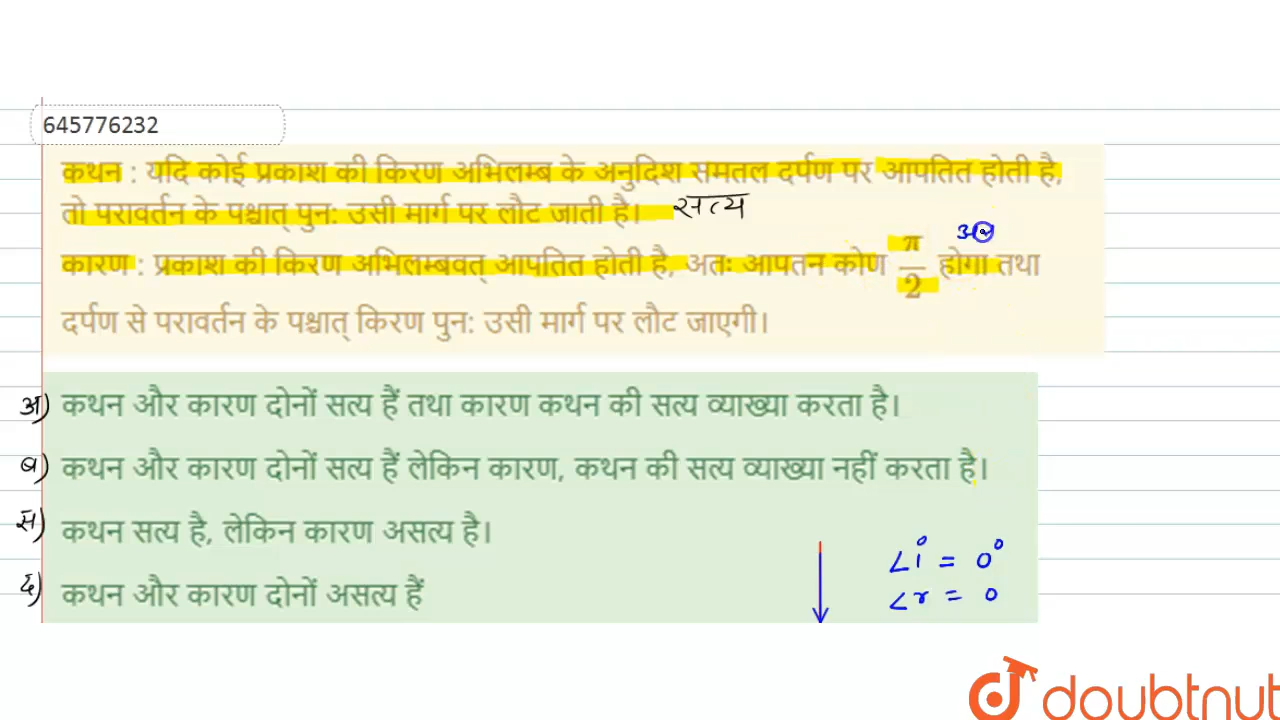 645776232
कथन : यदि कोई प्रकाश की किरण अभिलम्ब के अनुदिश समतल दर्पण पर आपतित होती है,
तो परावर्तन के पश्चात् पुन: उसी मार्ग पर लौट जाती है। सत्य
कारण : प्रकाश की किरण अभिलम्बवत् आपतित होती है, अतः आपतन कोण π/2 होगा तथा
दर्पण से परावर्तन के पश्चात् किरण पुन: उसी मार्ग पर लौट जाएगी।
अ) कथन और कारण दोनों सत्य हैं तथा कारण कथन की सत्य व्याख्या करता है।
ब) कथन और कारण दोनों सत्य हैं लेकिन कारण, कथन की सत्य व्याख्या नहीं करता है।
स) कथन सत्य है, लेकिन कारण असत्य है।
द) कथन और कारण दोनों असत्य हैं
∠i = 0°
∠r = 0
doubtnut